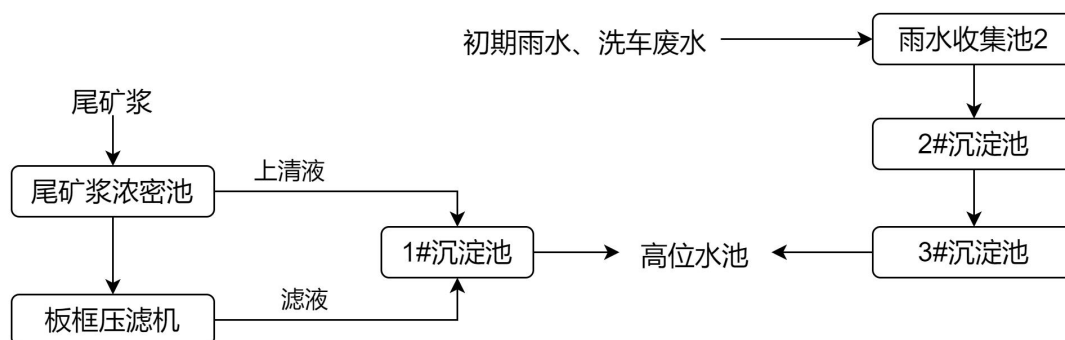 初期雨水、洗车废水
雨水收集池2
尾矿浆
2#沉淀池
上清液
尾矿浆浓密池
1#沉淀池
高位水池
3#沉淀池
滤液
板框压滤机